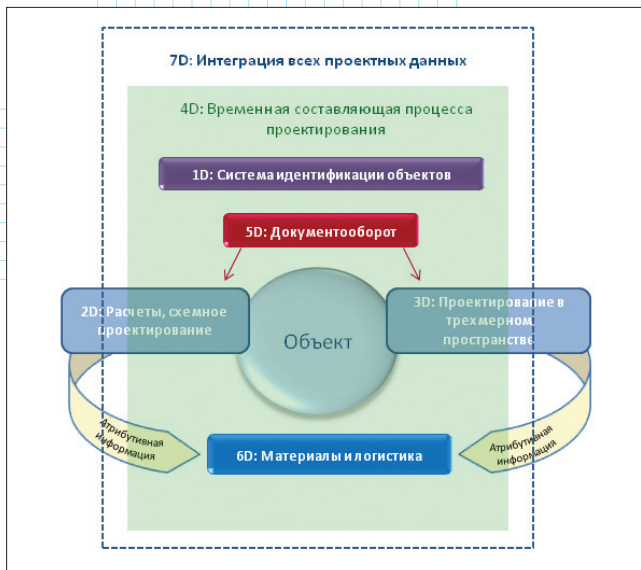 7D: Интеграция всех проектных данных
4D: Временная составляющая процесса
проектирования
1D: Система идентификации объектов
5D: Документооборот
2D: Расчеты, схемное
проектирование
3D: Проектирование в
трехмерном
пространстве
Объект
Атрибутивная
информация
6D: Материалы и логистика
Атрибутивная
информация